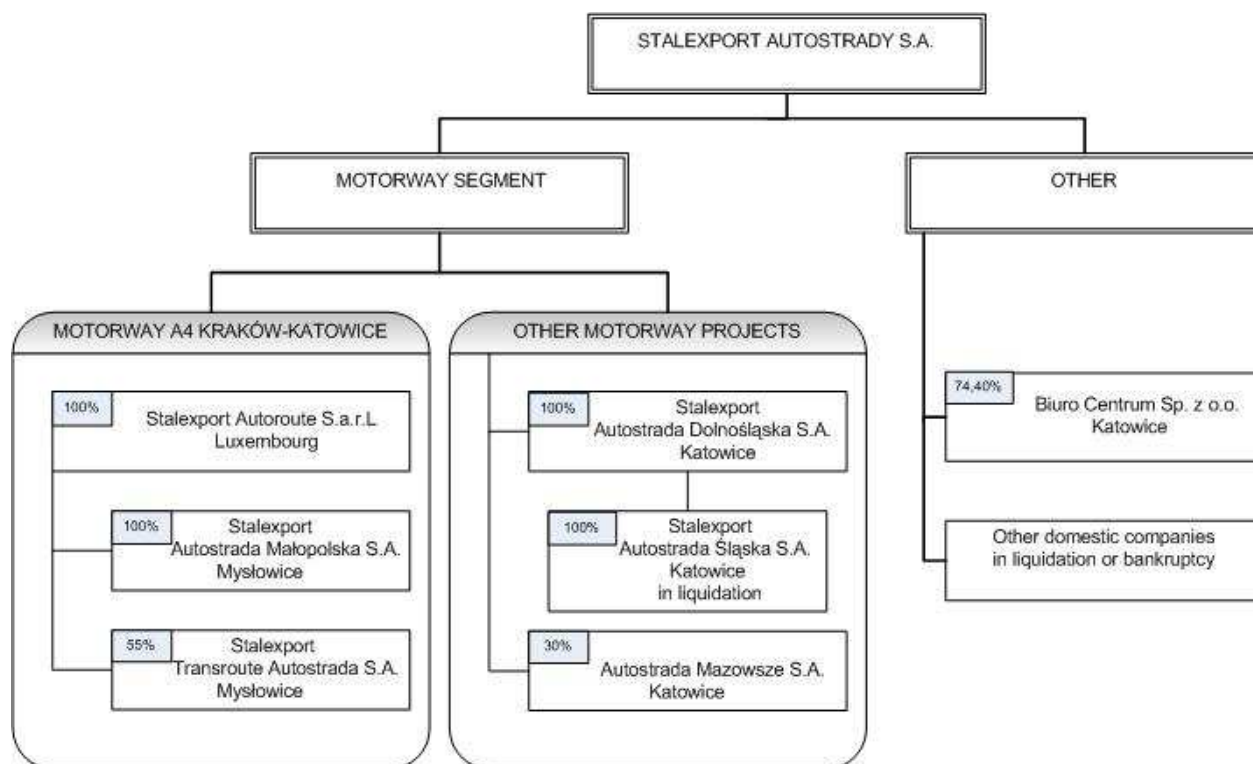 STALEXPORT AUTOSTRADY S.A.
MOTORWAY SEGMENT
OTHER
MOTORWAY A4 KRAKÓW-KATOWICE
100%
Stalexport Autoroute S.a.r.L
Luxembourg
100%
Stalexport
Autostrada Małopolska S.A.
Mysłowice
55%
Stalexport
Transroute Autostrada S.A.
Mysłowice
OTHER MOTORWAY PROJECTS
100%
Stalexport
Autostrada Dolnośląska S.A.
Katowice
100%
Stalexport
Autostrada Śląska S.A.
Katowice
in liquidation
30%
Autostrada Mazowsze S.A.
Katowice
74,40%
Biuro Centrum Sp. z o.o.
Katowice
Other domestic companies
in liquidation or bankruptcy